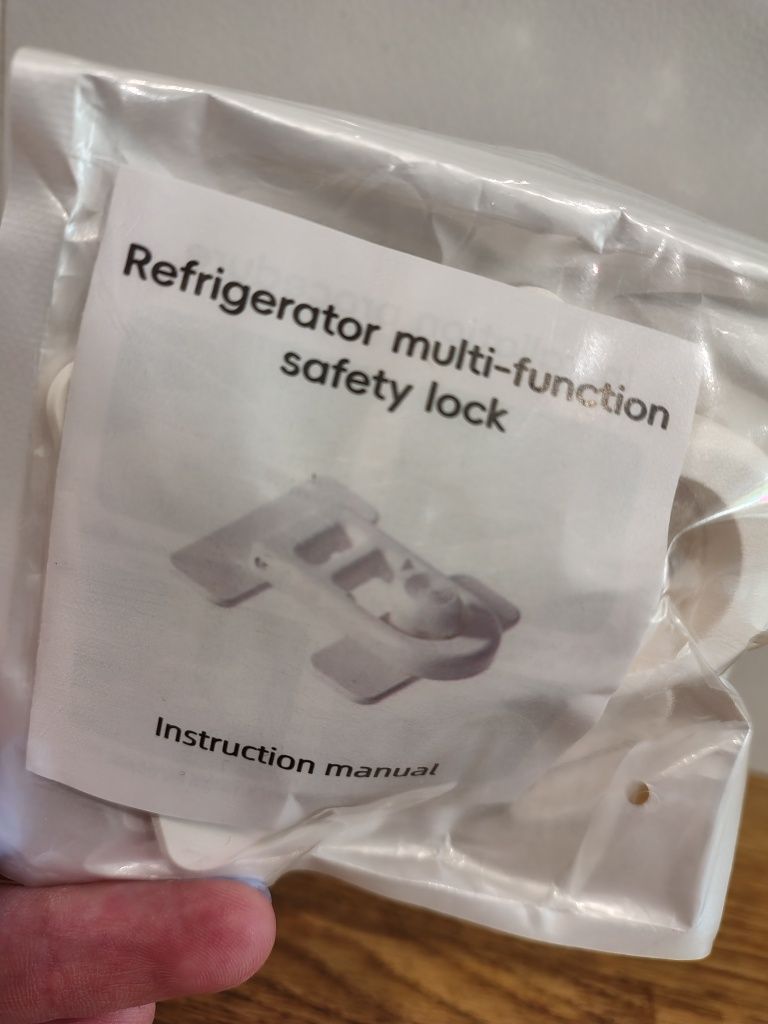 Refrigerator multi-function
safety lock
Instruction manual